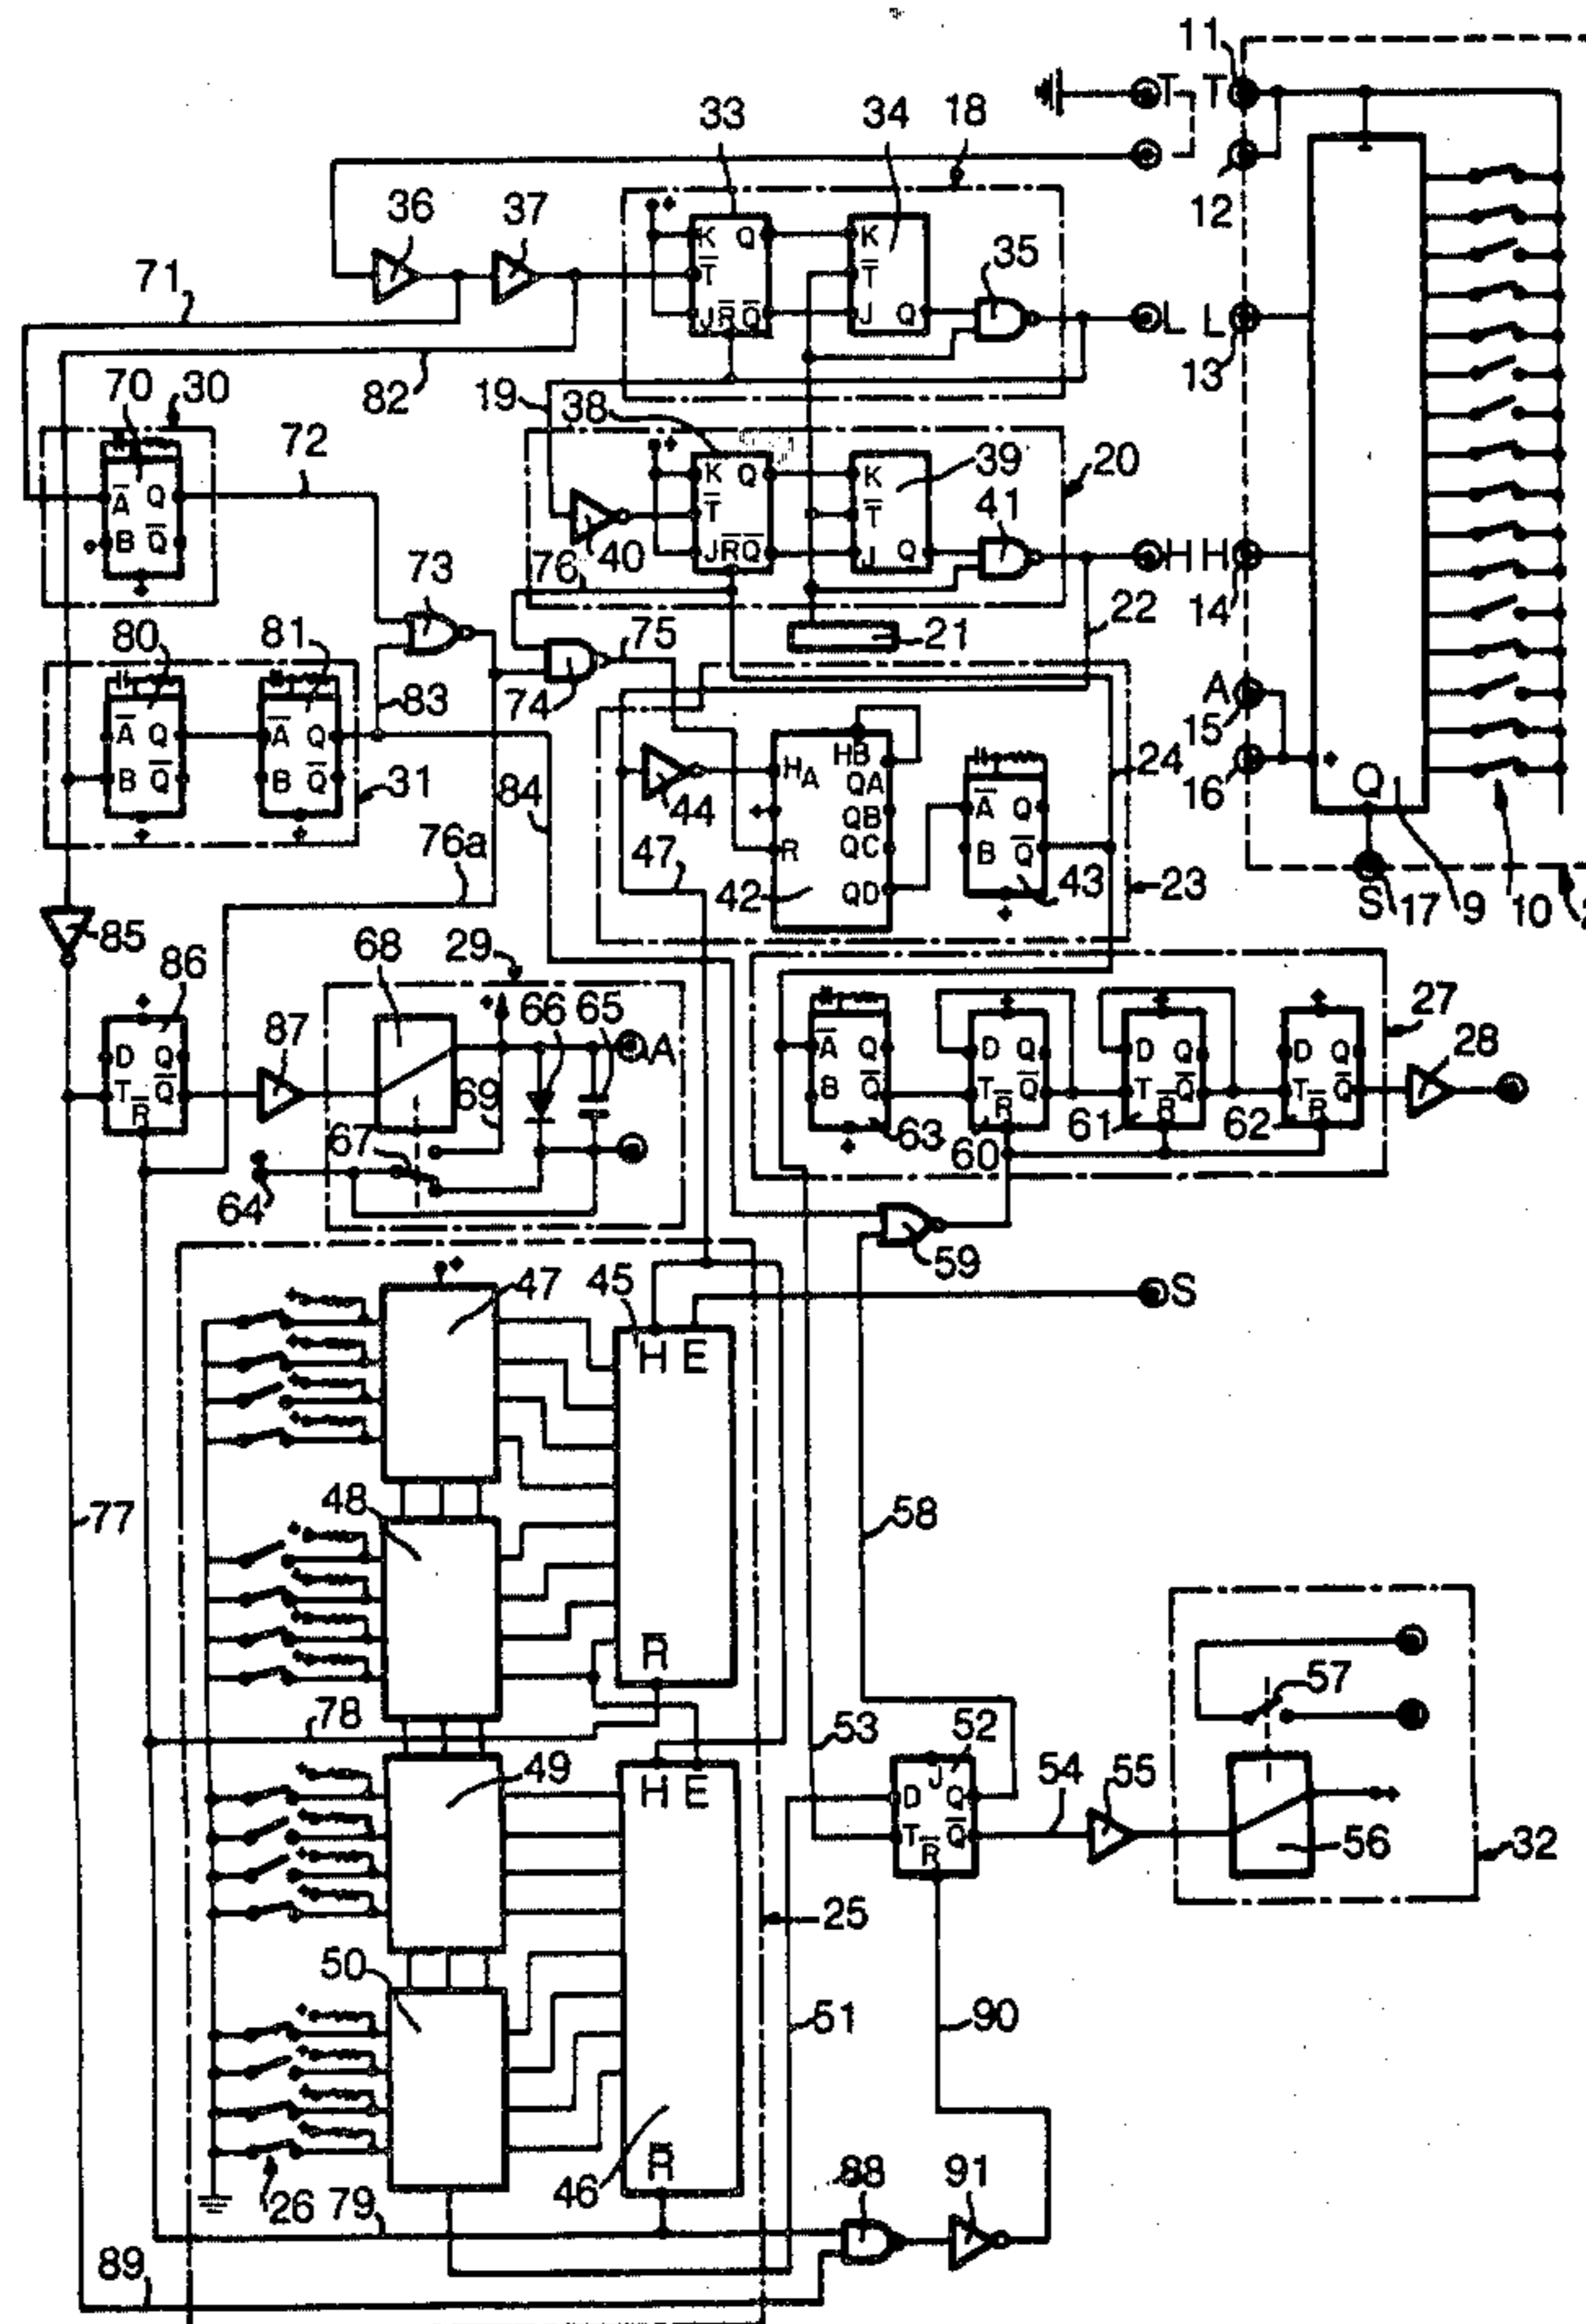 11
T T
33 34 18
12
36 37
K Q K 35
T̅ T̅
71 J R̅ Q̅ J Q L L
13
82
70 30 19 38
72 K Q K 39 20
A̅ Q T̅ T̅ 41
B Q̅ 40 J R̅ Q̅ J Q H H
73 76 14
22
80 81 75 21
A
83 74 15
A̅ Q A̅ Q HB 24
B Q̅ B Q̅ 31 HA QA A̅ Q 16 Q
44 QB
84 QC B Q̅
76a 47 R
42 QD 43 23
S 17 9 10
85
86 68 29
66 65 27
D Q A A̅ Q D Q D Q D Q 28
87
T Q̅ 69 B Q̅ T Q̅ T Q̅ T Q̅
R̅ 67 63 R̅ R̅ R̅
60 61 62
64
59
47 45
S
H E
48
77 58
R̅
57
78 53 52
49 J 54 55
H E D Q
T Q̅
R̅ 56 32
25
50
51 90
R̅ 88 91
26 79 46
89